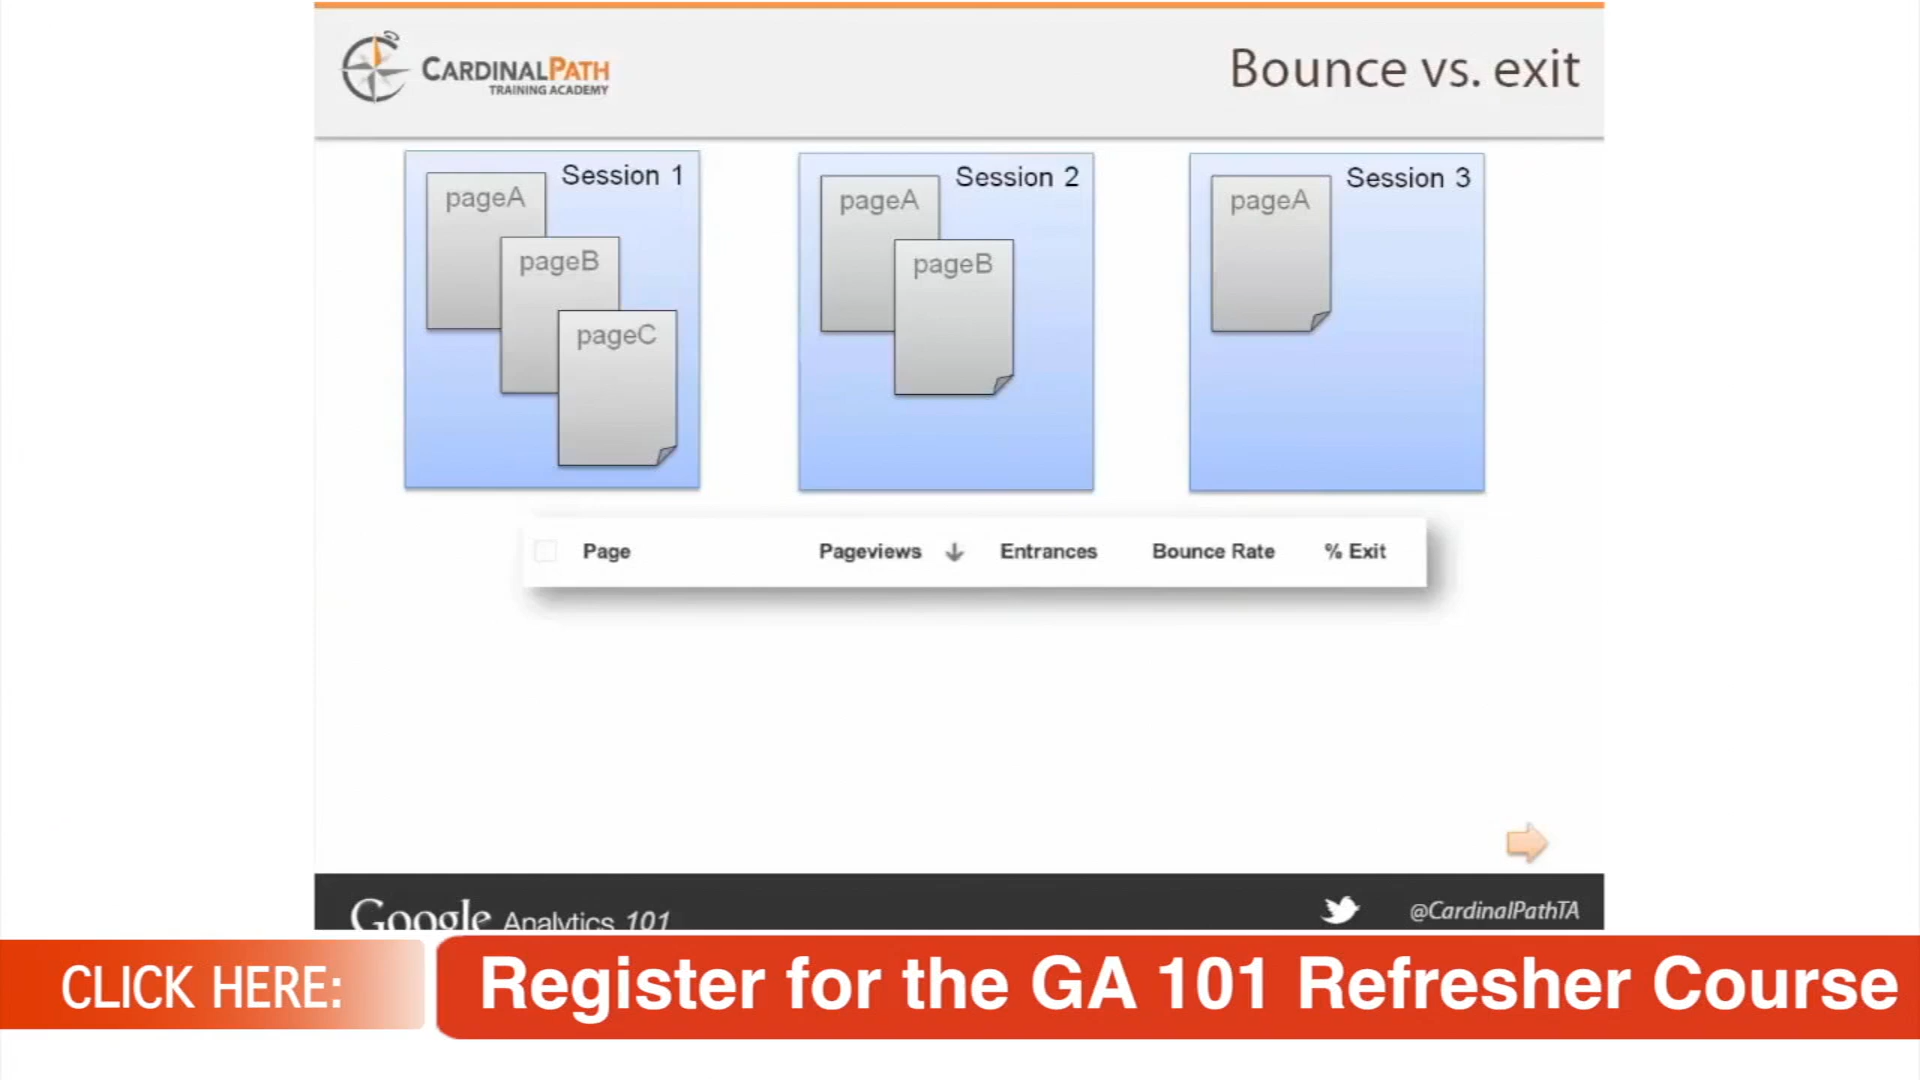 CARDINALPATH
TRAINING ACADEMY
Bounce vs. exit
Session 1
pageA
pageB
pageC
Session 2
pageA
pageB
Session 3
pageA
Page Pageviews Entrances Bounce Rate % Exit
Google Analytics 101
@CardinalPathTA
CLICK HERE:
Register for the GA 101 Refresher Course